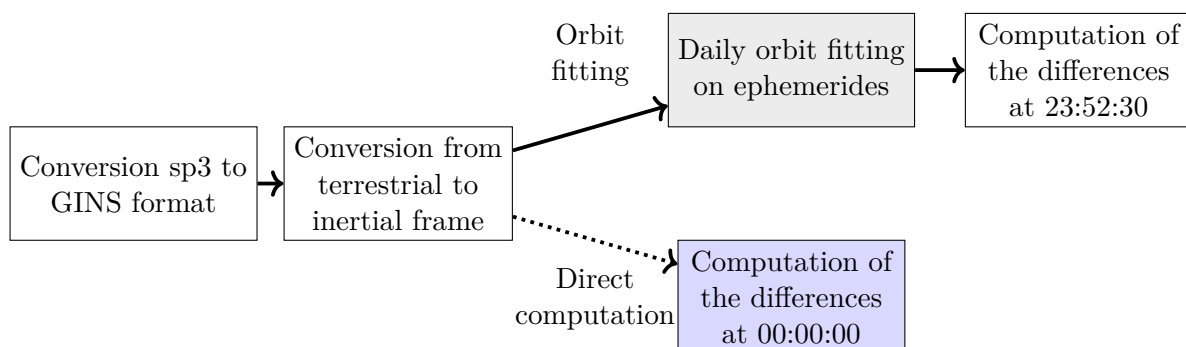 Conversion sp3 to
GINS format
Conversion from
terrestrial to
inertial frame
Orbit
fitting
Daily orbit fitting
on ephemerides
Computation of
the differences
at 23:52:30
Direct
computation
Computation of
the differences
at 00:00:00